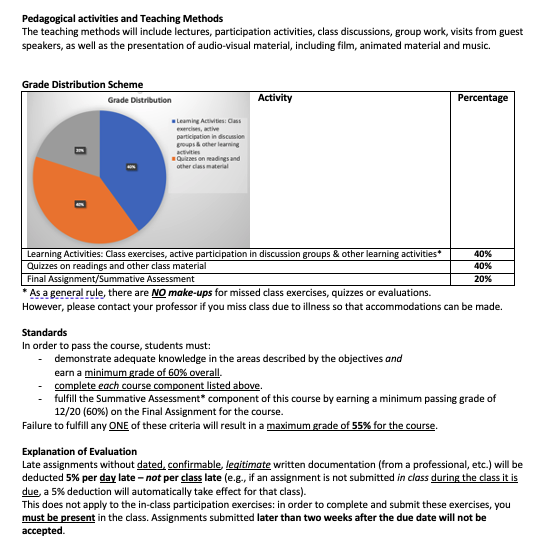 Pedagogical activities and Teaching Methods
The teaching methods will include lectures, participation activities, class discussions, group work, visits from guest
speakers, as well as the presentation of audio-visual material, including film, animated material and music.
Grade Distribution Scheme
Grade Distribution
Learning Activities: Class
exercises, active
participation in discussion
groups & other learning
activities
Quizzes on readings and
other class material
20%
40%
40%
Activity
Percentage
Learning Activities: Class exercises, active participation in discussion groups & other learning activities* 40%
Quizzes on readings and other class material 40%
Final Assignment/Summative Assessment 20%
* As a general rule, there are NO make-ups for missed class exercises, quizzes or evaluations.
However, please contact your professor if you miss class due to illness so that accommodations can be made.
Standards
In order to pass the course, students must:
- demonstrate adequate knowledge in the areas described by the objectives and
earn a minimum grade of 60% overall.
- complete each course component listed above.
- fulfill the Summative Assessment* component of this course by earning a minimum passing grade of
12/20 (60%) on the Final Assignment for the course.
Failure to fulfill any ONE of these criteria will result in a maximum grade of 55% for the course.
Explanation of Evaluation
Late assignments without dated, confirmable, legitimate written documentation (from a professional, etc.) will be
deducted 5% per day late – not per class late (e.g., if an assignment is not submitted in class during the class it is
due, a 5% deduction will automatically take effect for that class).
This does not apply to the in-class participation exercises: in order to complete and submit these exercises, you
must be present in the class. Assignments submitted later than two weeks after the due date will not be
accepted.